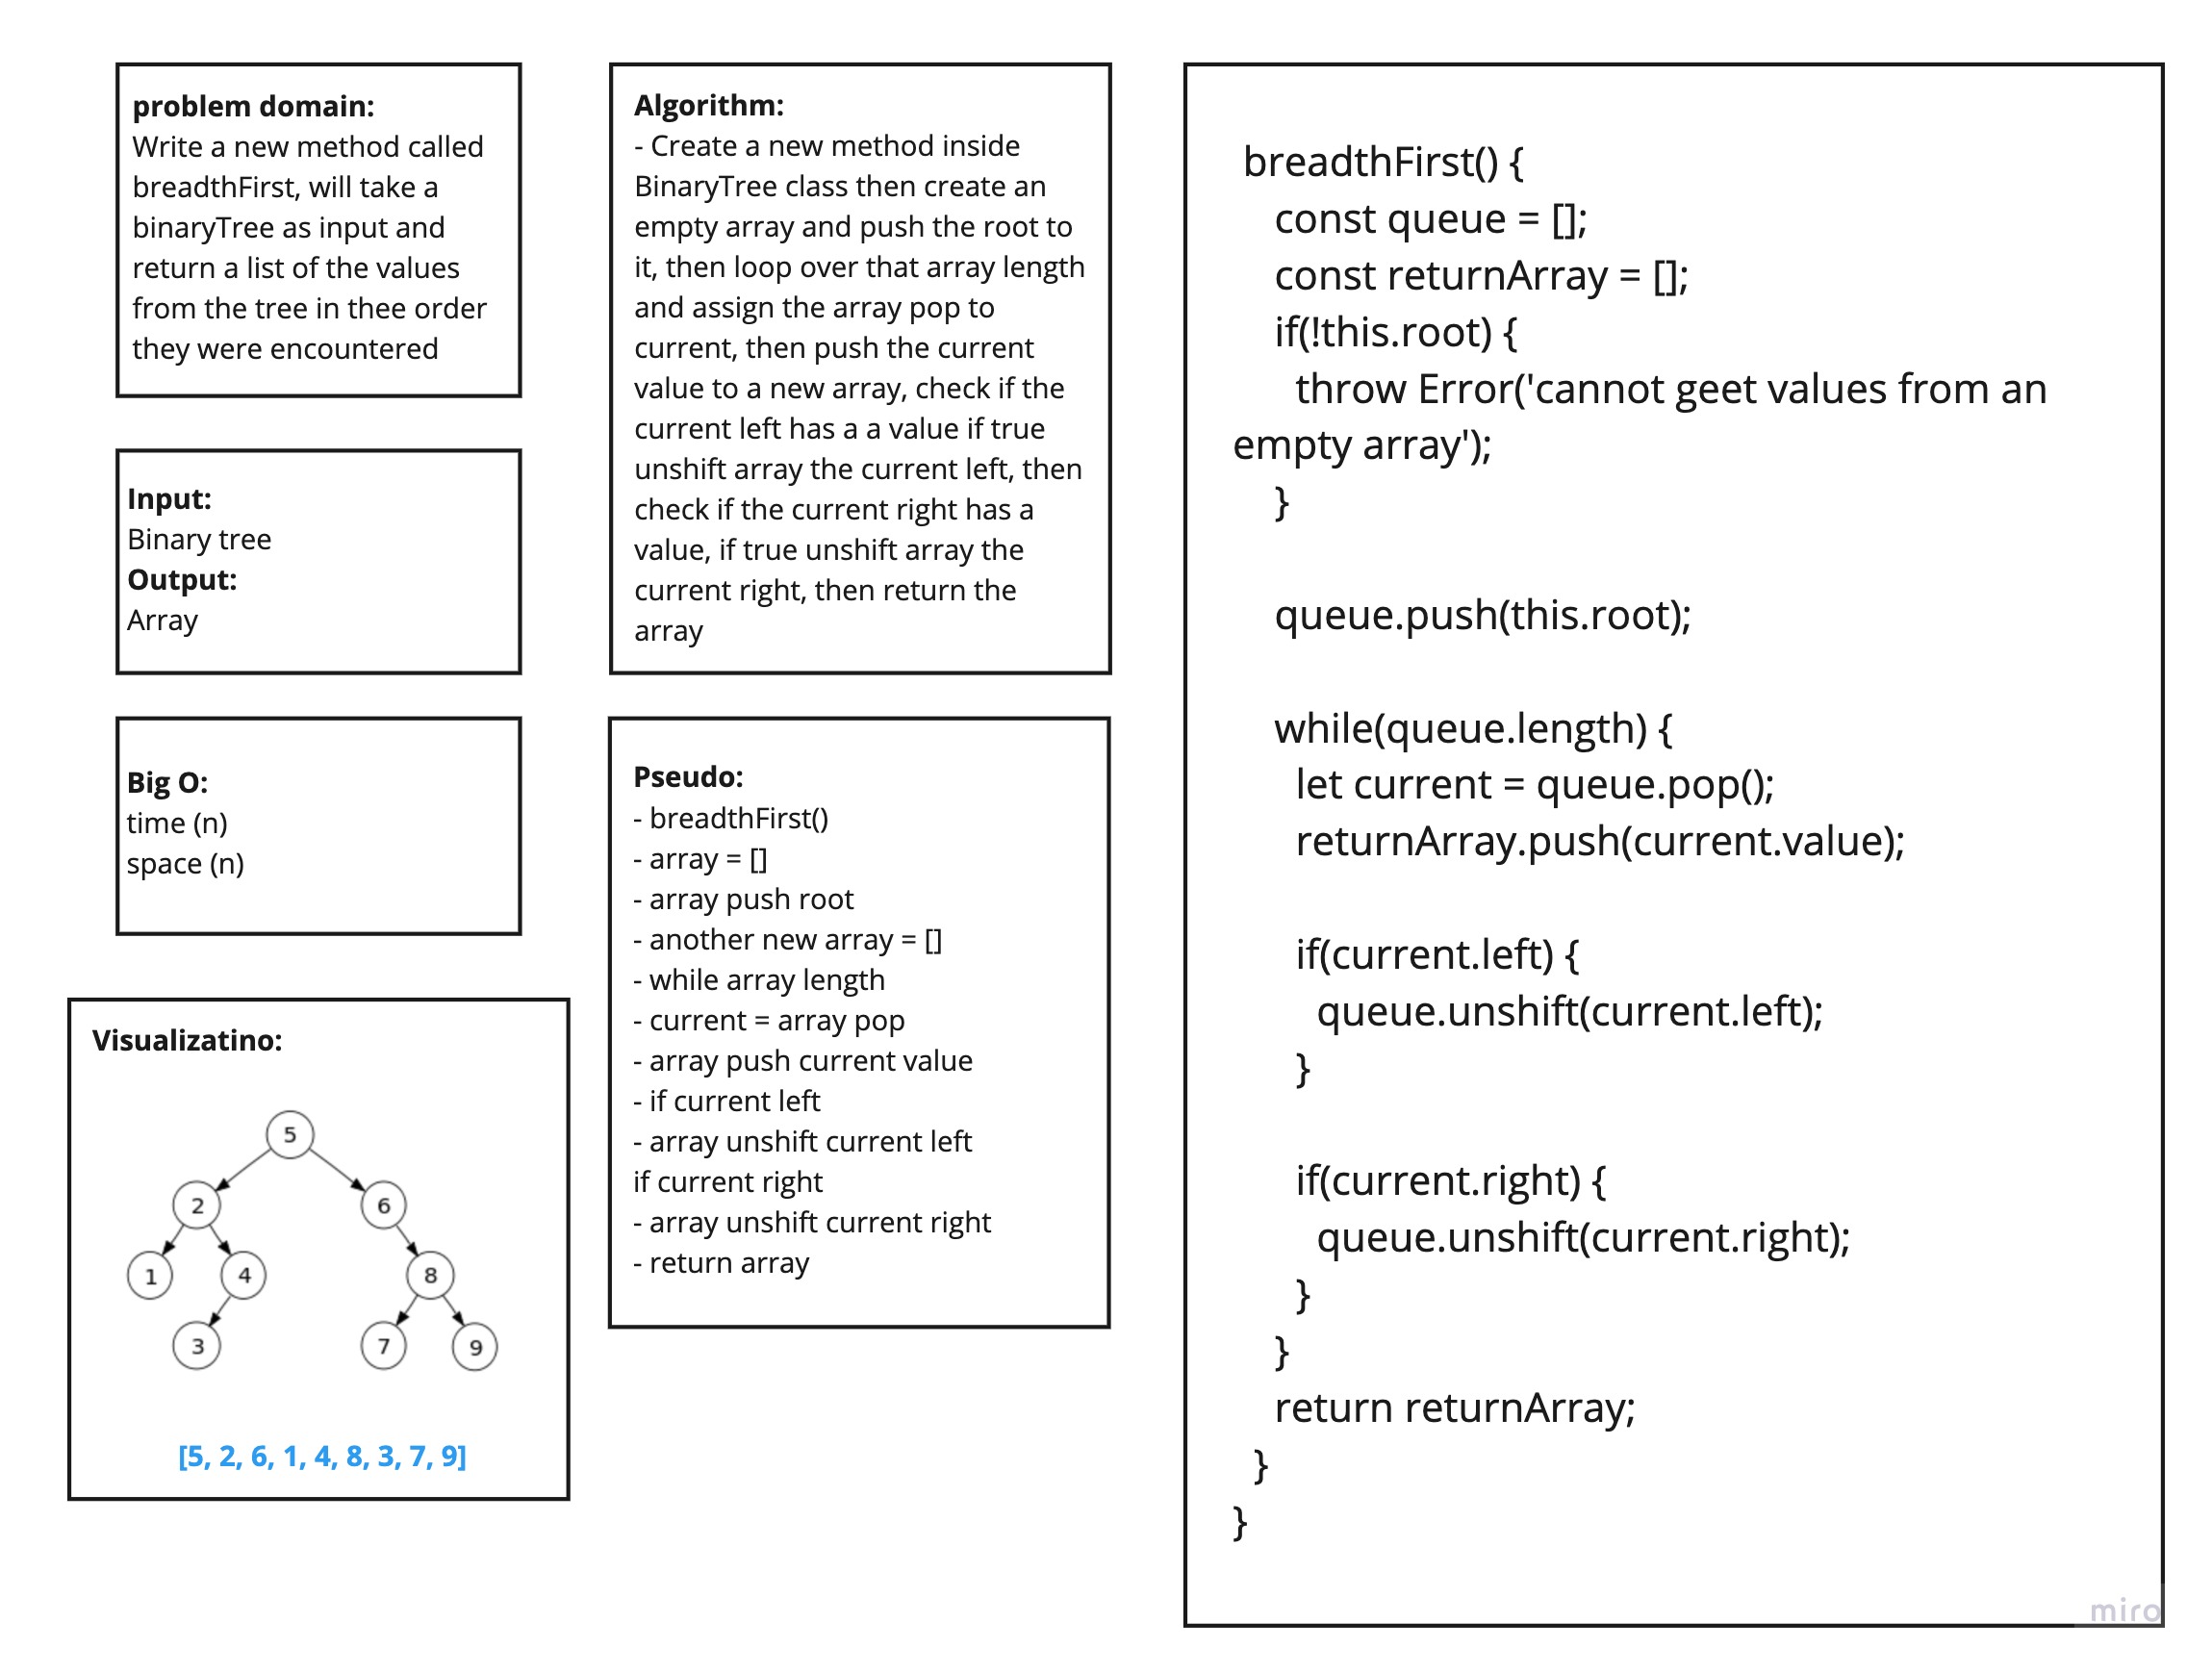 problem domain:
Write a new method called
breadthFirst, will take a
binaryTree as input and
return a list of the values
from the tree in thee order
they were encountered
Input:
Binary tree
Output:
Array
Big O:
time (n)
space (n)
Visualizatino:
5
2
6
1
4
8
3
7
9
[5, 2, 6, 1, 4, 8, 3, 7, 9]
Algorithm:
- Create a new method inside
BinaryTree class then create an
empty array and push the root to
it, then loop over that array length
and assign the array pop to
current, then push the current
value to a new array, check if the
current left has a a value if true
unshift array the current left, then
check if the current right has a
value, if true unshift array the
current right, then return the
array
Pseudo:
- breadthFirst()
- array = []
- array push root
- another new array = []
- while array length
- current = array pop
- array push current value
- if current left
- array unshift current left
if current right
- array unshift current right
- return array
breadthFirst() {
const queue = [];
const returnArray = [];
if(!this.root) {
throw Error('cannot geet values from an
empty array');
}
queue.push(this.root);
while(queue.length) {
let current = queue.pop();
returnArray.push(current.value);
if(current.left) {
queue.unshift(current.left);
}
if(current.right) {
queue.unshift(current.right);
}
}
return returnArray;
}
}
miro